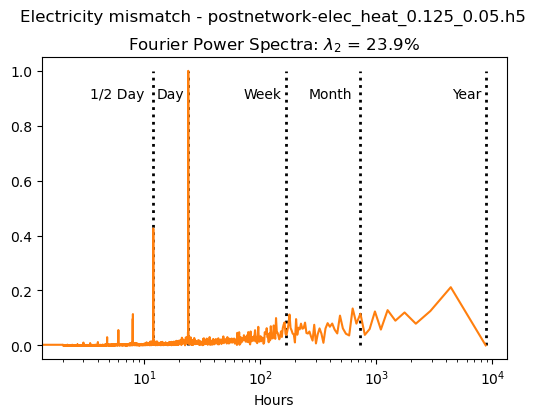 Electricity mismatch - postnetwork-elec_heat_0.125_0.05.h5
Fourier Power Spectra: λ₂ = 23.9%
1.0
1/2 Day
Day
Week
Month
Year
0.8
0.6
0.4
0.2
0.0
10¹
10²
10³
10⁴
Hours